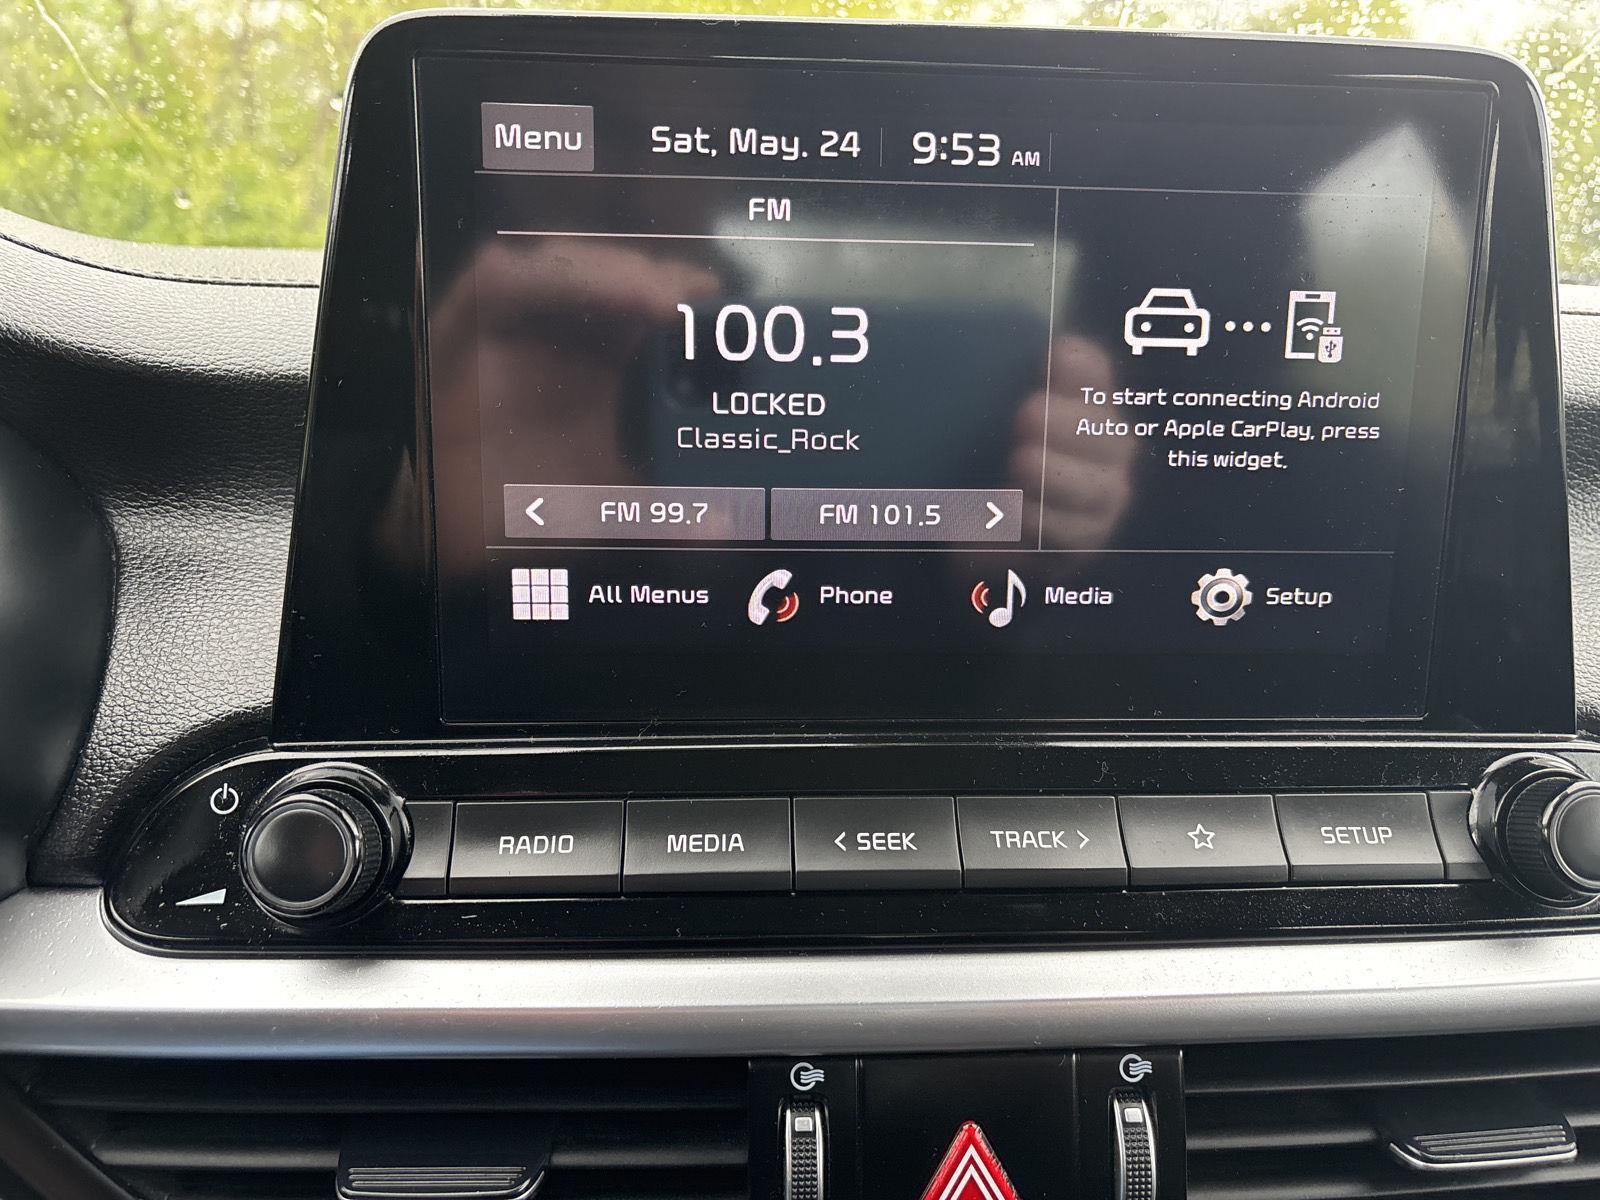 Menu
Sat, May. 24
9:53 AM
FM
100.3
LOCKED
Classic_Rock
To start connecting Android
Auto or Apple CarPlay, press
this widget.
< FM 99.7
FM 101.5 >
All Menus
Phone
Media
Setup
RADIO
MEDIA
< SEEK
TRACK >
SETUP